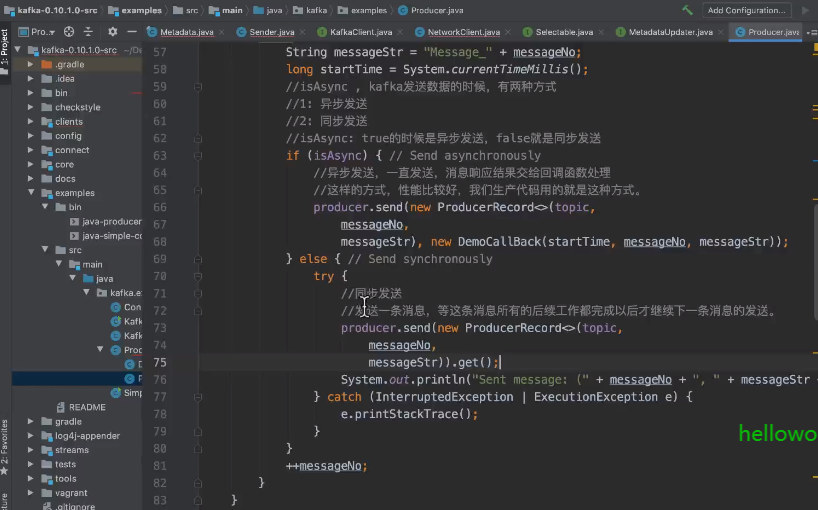 kafka-0.10.1.0-src examples src main java kafka examples Producer.java Add Configuration...
Pro... Metadata.java Sender.java KafkaClient.java NetworkClient.java Selectable.java MetadataUpdater.java Producer.java
1: Project
kafka-0.10.1.0-src ~/De
.gradle
.idea
bin
checkstyle
clients
config
connect
core
docs
examples
bin
java-producer
java-simple-co
src
main
java
kafka.ex
Con
Kafk
Kafk
Proc
Simp
README
gradle
log4j-appender
streams
tests
tools
vagrant
.gitignore
2: Favorites
57 String messageStr = "Message_" + messageNo;
58 long startTime = System.currentTimeMillis();
59 //isAsync , kafka发送数据的时候，有两种方式
60 //1: 异步发送
61 //2: 同步发送
62 //isAsync: true的时候是异步发送，false就是同步发送
63 if (isAsync) { // Send asynchronously
64 //异步发送，一直发送，消息响应结果交给回调函数处理
65 //这样的方式，性能比较好，我们生产代码用的就是这种方式。
66 producer.send(new ProducerRecord<>(topic,
67 messageNo,
68 messageStr), new DemoCallBack(startTime, messageNo, messageStr));
69 } else { // Send synchronously
70 try {
71 //同步发送
72 //发送一条消息，等这条消息所有的后续工作都完成以后才继续下一条消息的发送。
73 producer.send(new ProducerRecord<>(topic,
74 messageNo,
75 messageStr)).get();
76 System.out.println("Sent message: (" + messageNo + ", " + messageStr
77 } catch (InterruptedException | ExecutionException e) {
78 e.printStackTrace();
79 }
80 }
81 ++messageNo;
82 }
83 }
hellowo